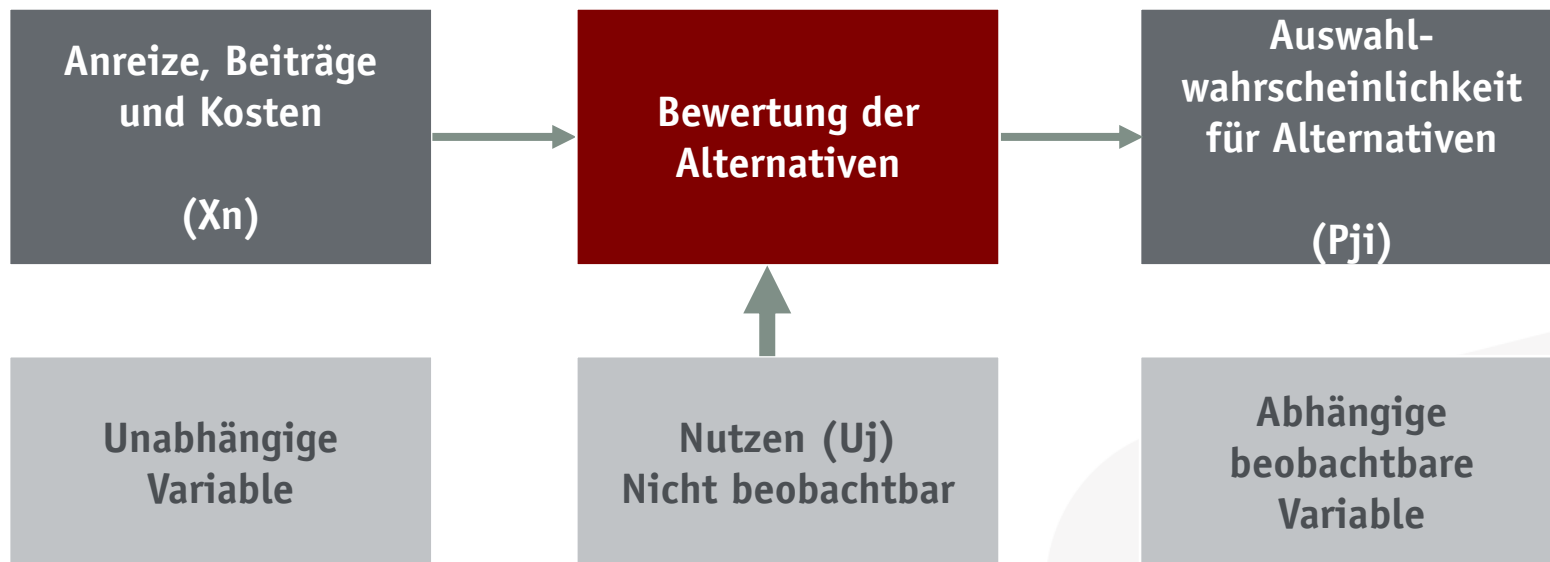 Anreize, Beiträge
und Kosten
(Xn)
Bewertung der
Alternativen
Auswahl-
wahrscheinlichkeit
für Alternativen
(Pji)
Unabhängige
Variable
Nutzen (Uj)
Nicht beobachtbar
Abhängige
beobachtbare
Variable